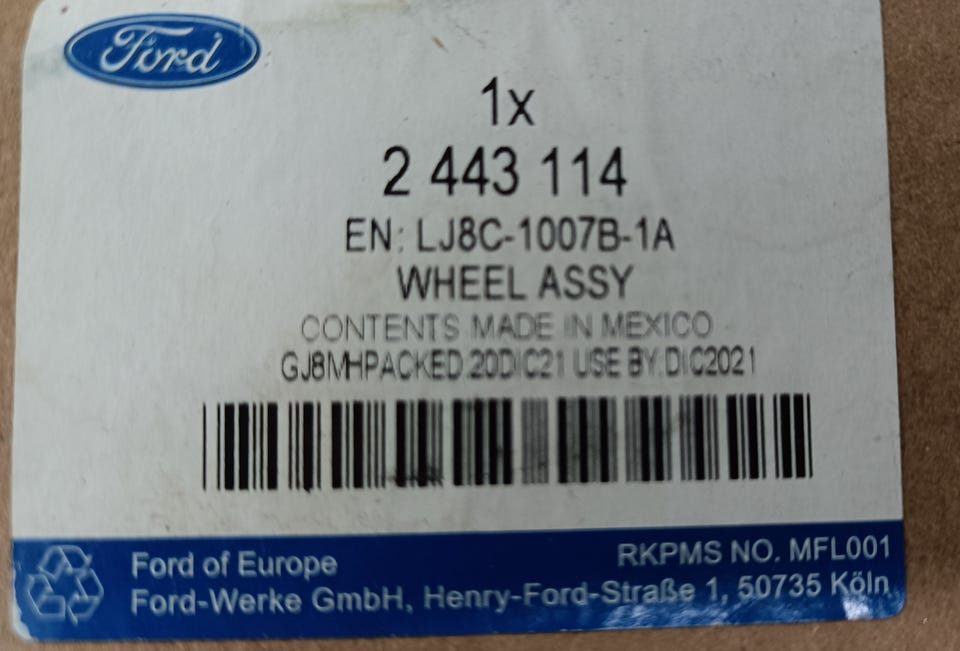 Ford
1x
2 443 114
EN: LJ8C-1007B-1A
WHEEL ASSY
CONTENTS MADE IN MEXICO
GJ8MHPACKED 20DIC21 USE BY DIC2021
Ford of Europe
RKPMS NO. MFL001
Ford-Werke GmbH, Henry-Ford-Straße 1, 50735 Köln